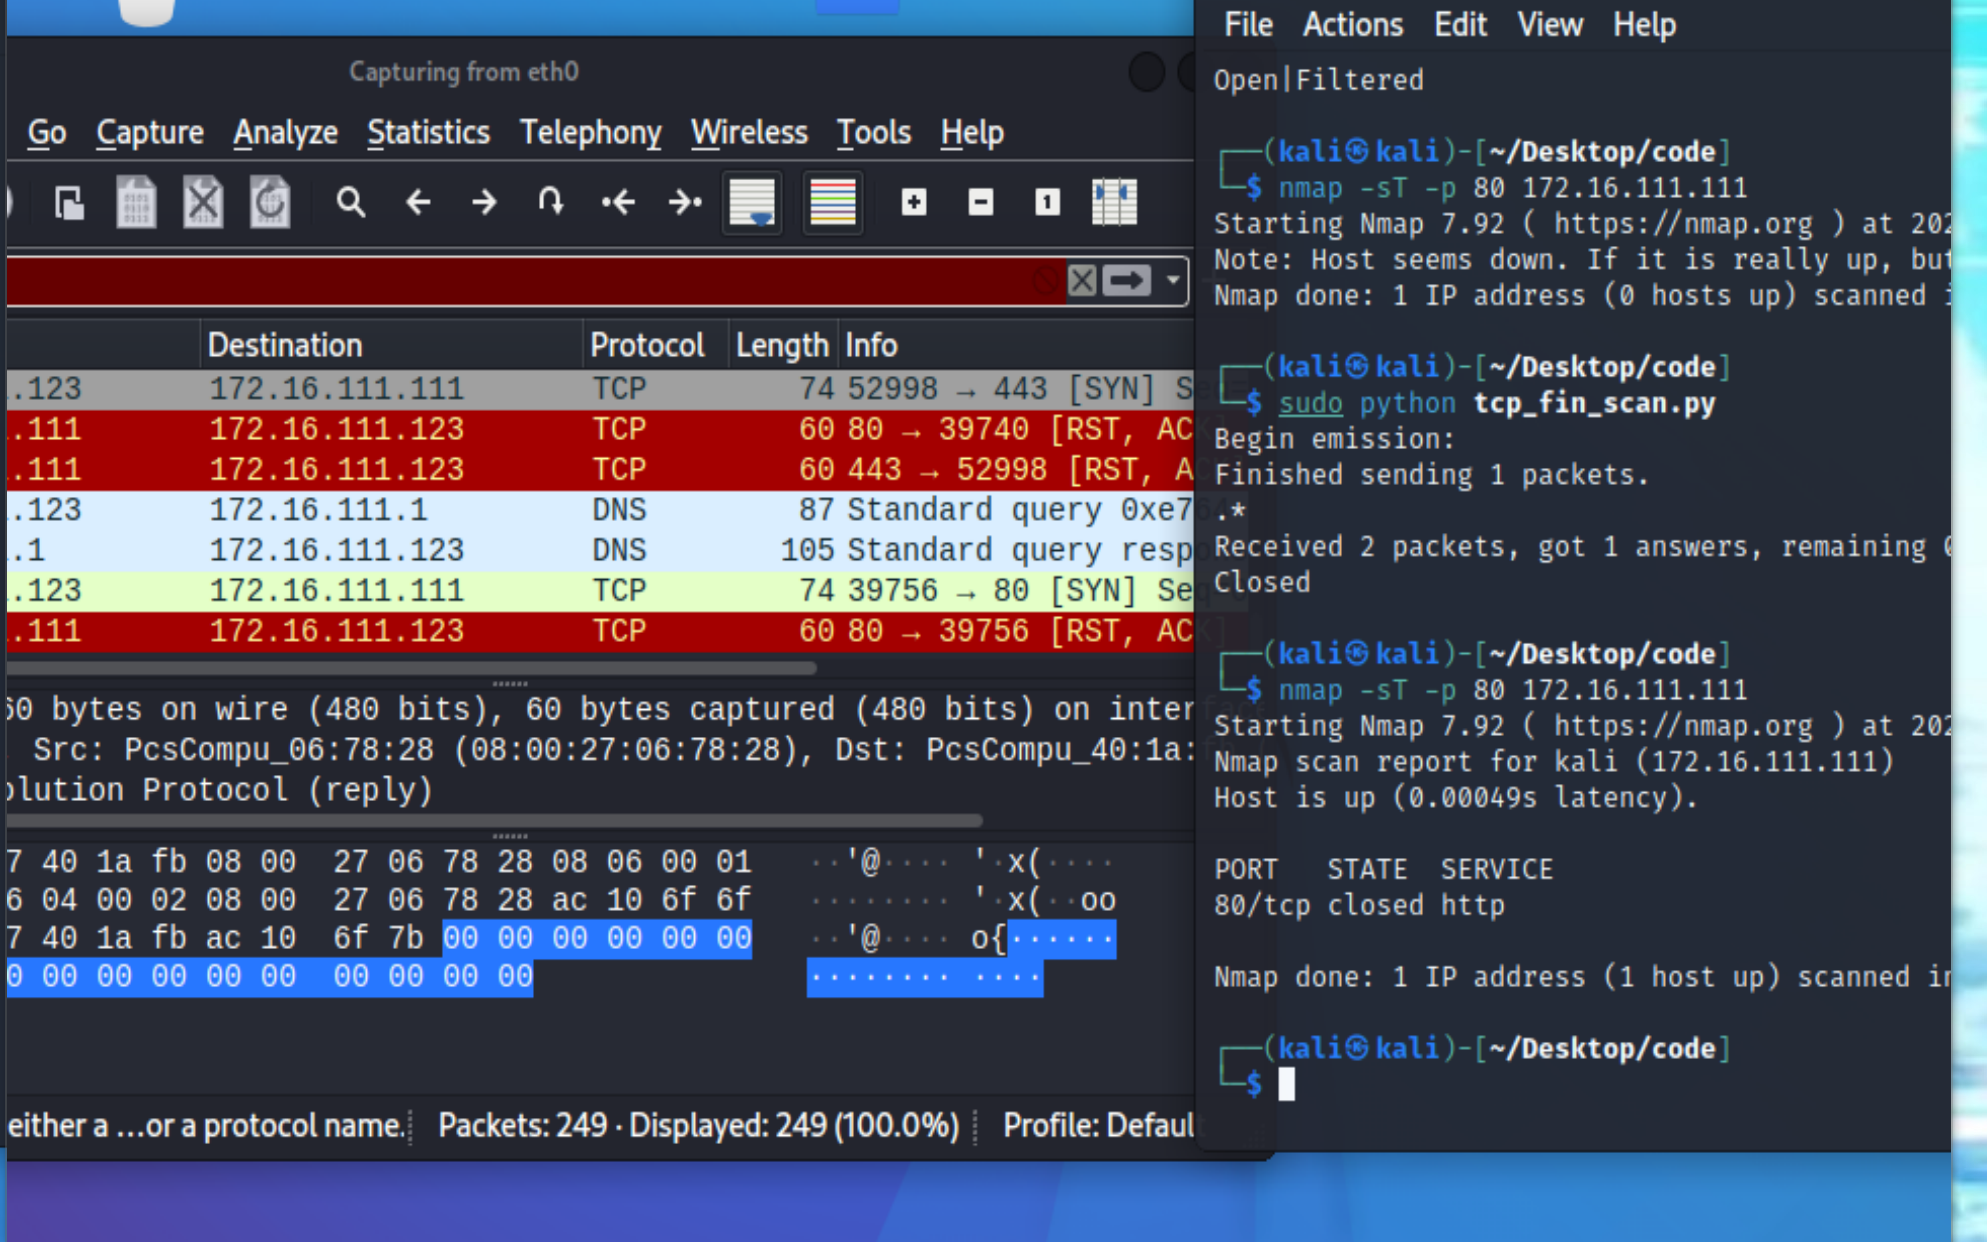 Capturing from eth0
Go Capture Analyze Statistics Telephony Wireless Tools Help
Destination Protocol Length Info
.123 172.16.111.111 TCP 74 52998 → 443 [SYN]
.111 172.16.111.123 TCP 60 80 → 39740 [RST, ACK
.111 172.16.111.123 TCP 60 443 → 52998 [RST, A
.123 172.16.111.1 DNS 87 Standard query 0xe764
.1 172.16.111.123 DNS 105 Standard query respo
.123 172.16.111.111 TCP 74 39756 → 80 [SYN] Se
.111 172.16.111.123 TCP 60 80 → 39756 [RST, ACK]
60 bytes on wire (480 bits), 60 bytes captured (480 bits) on interfac
Src: PcsCompu_06:78:28 (08:00:27:06:78:28), Dst: PcsCompu_40:1a:f
olution Protocol (reply)
7 40 1a fb 08 00 27 06 78 28 08 06 00 01 ··'@···· '·x(····
6 04 00 02 08 00 27 06 78 28 ac 10 6f 6f ········ '·x(··oo
7 40 1a fb ac 10 6f 7b 00 00 00 00 00 00 ··'@···· o{······
0 00 00 00 00 00 00 00 00 00 ········ ····
either a …or a protocol name. Packets: 249 · Displayed: 249 (100.0%) Profile: Default
File Actions Edit View Help
Open|Filtered
┌──(kali㉿kali)-[~/Desktop/code]
└─$ nmap -sT -p 80 172.16.111.111
Starting Nmap 7.92 ( https://nmap.org ) at 202
Note: Host seems down. If it is really up, but
Nmap done: 1 IP address (0 hosts up) scanned i
┌──(kali㉿kali)-[~/Desktop/code]
└─$ sudo python tcp_fin_scan.py
Begin emission:
Finished sending 1 packets.
.*
Received 2 packets, got 1 answers, remaining 0
Closed
┌──(kali㉿kali)-[~/Desktop/code]
└─$ nmap -sT -p 80 172.16.111.111
Starting Nmap 7.92 ( https://nmap.org ) at 202
Nmap scan report for kali (172.16.111.111)
Host is up (0.00049s latency).
PORT STATE SERVICE
80/tcp closed http
Nmap done: 1 IP address (1 host up) scanned in
┌──(kali㉿kali)-[~/Desktop/code]
└─$